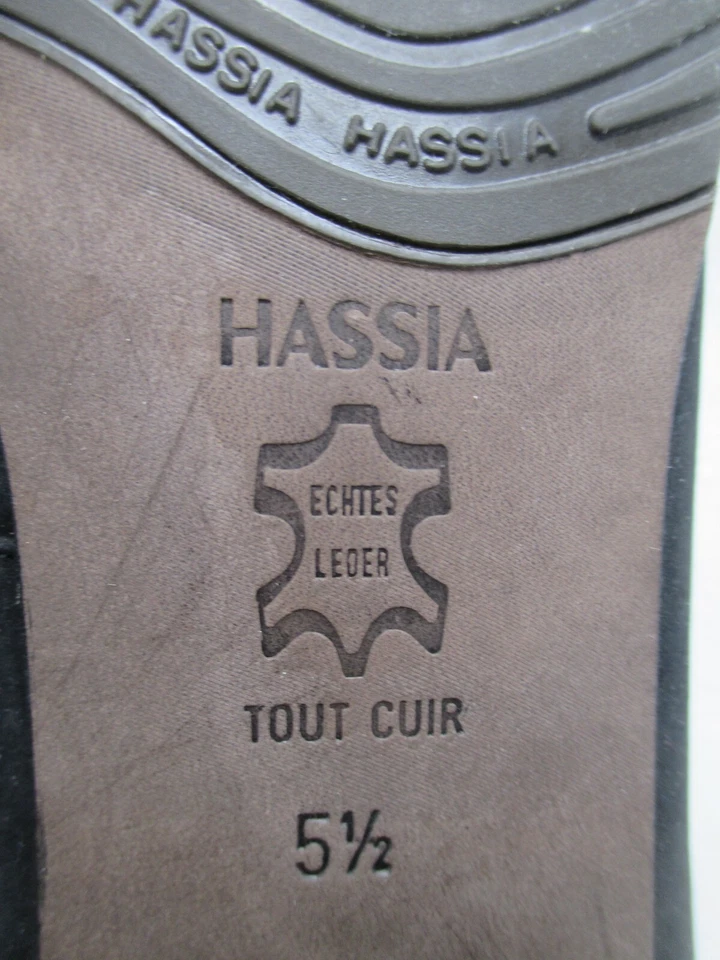 HASSIA
HASSIA
HASSIA
ECHTES
LEDER
TOUT CUIR
5½